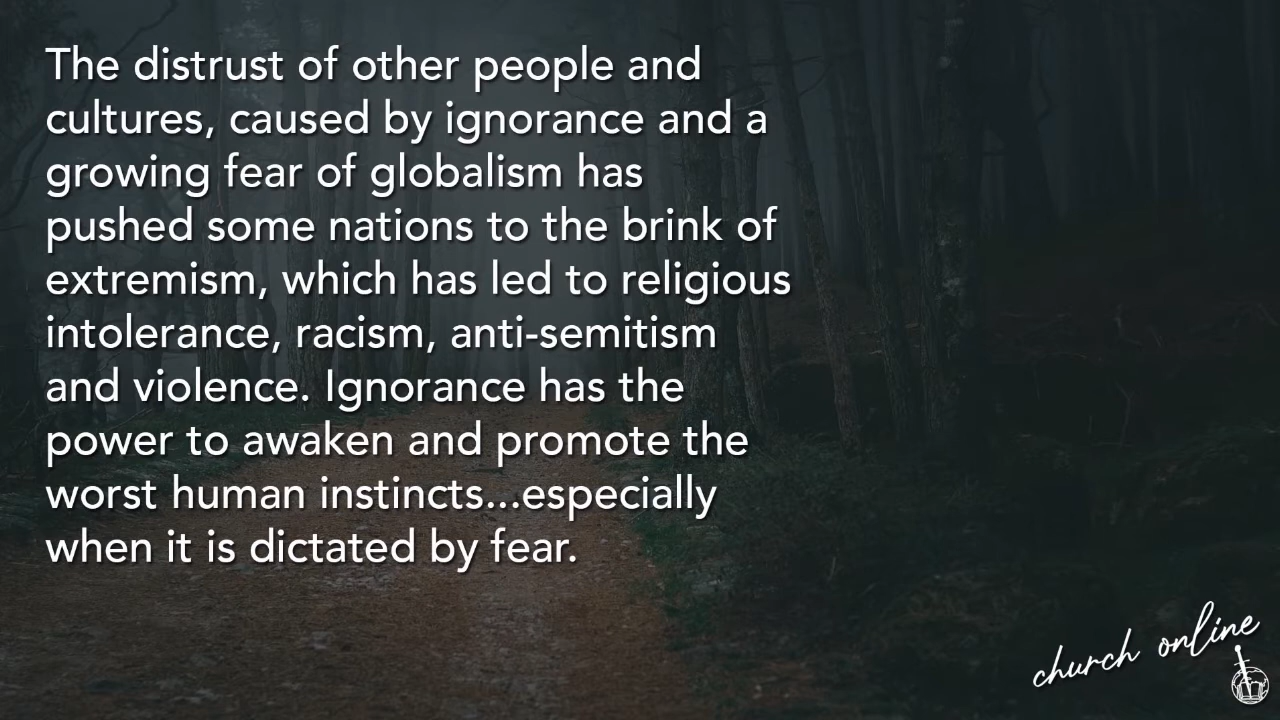 The distrust of other people and
cultures, caused by ignorance and a
growing fear of globalism has
pushed some nations to the brink of
extremism, which has led to religious
intolerance, racism, anti-semitism
and violence. Ignorance has the
power to awaken and promote the
worst human instincts...especially
when it is dictated by fear.
church online